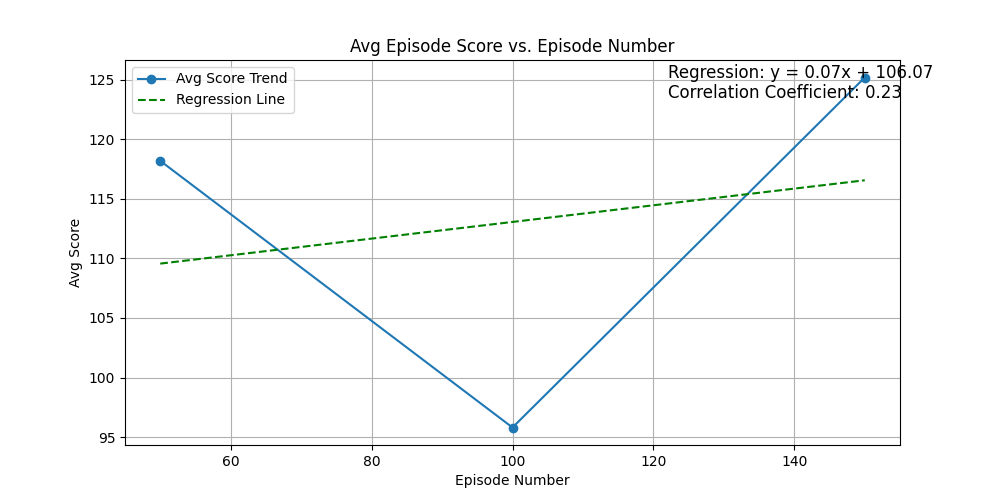 Avg Episode Score vs. Episode Number
Avg Score Trend
Regression Line
Regression: y = 0.07x + 106.07
Correlation Coefficient: 0.23
125
120
115
110
105
100
95
Avg Score
60
80
100
120
140
Episode Number